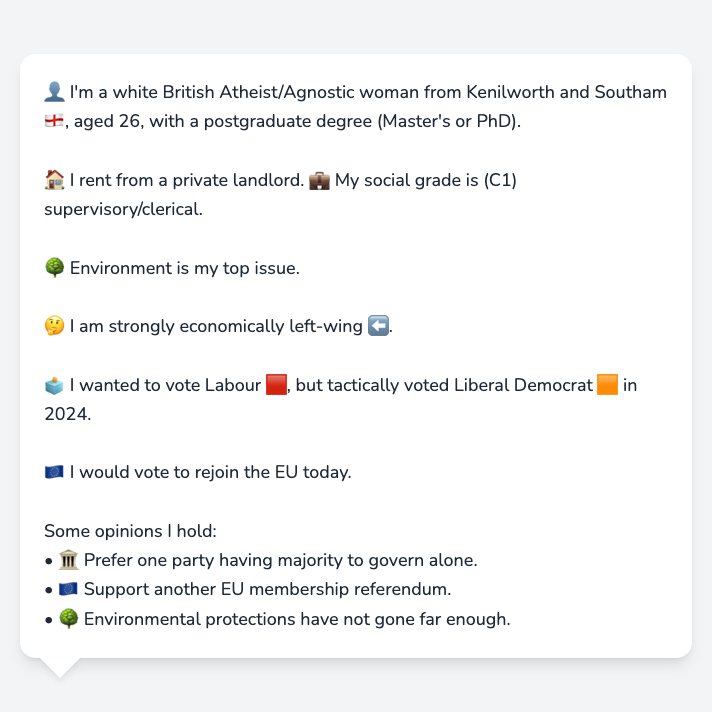 👤 I'm a white British Atheist/Agnostic woman from Kenilworth and Southam
🏴󠁧󠁢󠁥󠁮󠁧󠁿, aged 26, with a postgraduate degree (Master's or PhD).
🏠 I rent from a private landlord. 💼 My social grade is (C1)
supervisory/clerical.
🌳 Environment is my top issue.
🤔 I am strongly economically left-wing ⬅️.
🗳️ I wanted to vote Labour 🟥, but tactically voted Liberal Democrat 🟧 in
2024.
🇪🇺 I would vote to rejoin the EU today.
Some opinions I hold:
• 🏛️ Prefer one party having majority to govern alone.
• 🇪🇺 Support another EU membership referendum.
• 🌳 Environmental protections have not gone far enough.